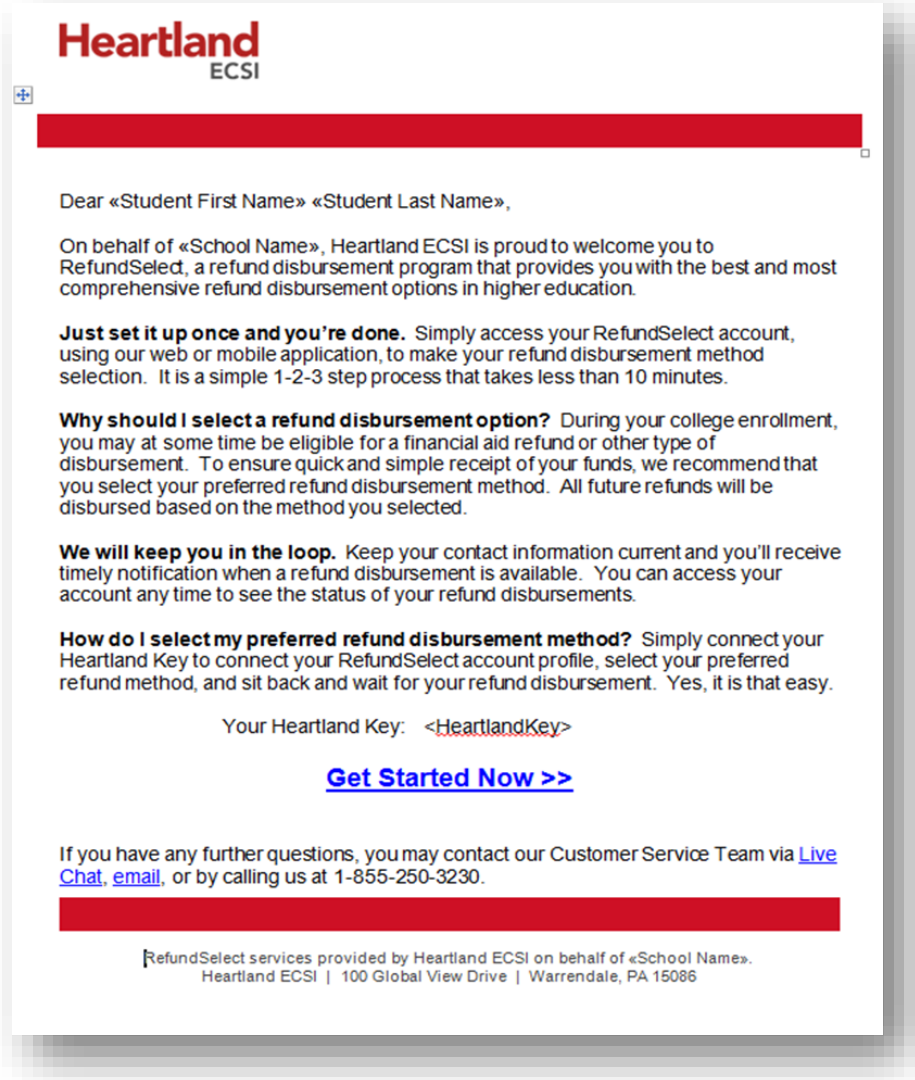 Heartland
ECSI
Dear «Student First Name» «Student Last Name»,
On behalf of «School Name», Heartland ECSI is proud to welcome you to
RefundSelect, a refund disbursement program that provides you with the best and most
comprehensive refund disbursement options in higher education.
Just set it up once and you're done.  Simply access your RefundSelect account,
using our web or mobile application, to make your refund disbursement method
selection.  It is a simple 1-2-3 step process that takes less than 10 minutes.
Why should I select a refund disbursement option?  During your college enrollment,
you may at some time be eligible for a financial aid refund or other type of
disbursement.  To ensure quick and simple receipt of your funds, we recommend that
you select your preferred refund disbursement method.  All future refunds will be
disbursed based on the method you selected.
We will keep you in the loop.  Keep your contact information current and you'll receive
timely notification when a refund disbursement is available.  You can access your
account any time to see the status of your refund disbursements.
How do I select my preferred refund disbursement method?  Simply connect your
Heartland Key to connect your RefundSelect account profile, select your preferred
refund method, and sit back and wait for your refund disbursement.  Yes, it is that easy.
Your Heartland Key:   <HeartlandKey>
Get Started Now >>
If you have any further questions, you may contact our Customer Service Team via Live
Chat, email, or by calling us at 1-855-250-3230.
RefundSelect services provided by Heartland ECSI on behalf of «School Name».
Heartland ECSI  |  100 Global View Drive  |  Warrendale, PA 15086